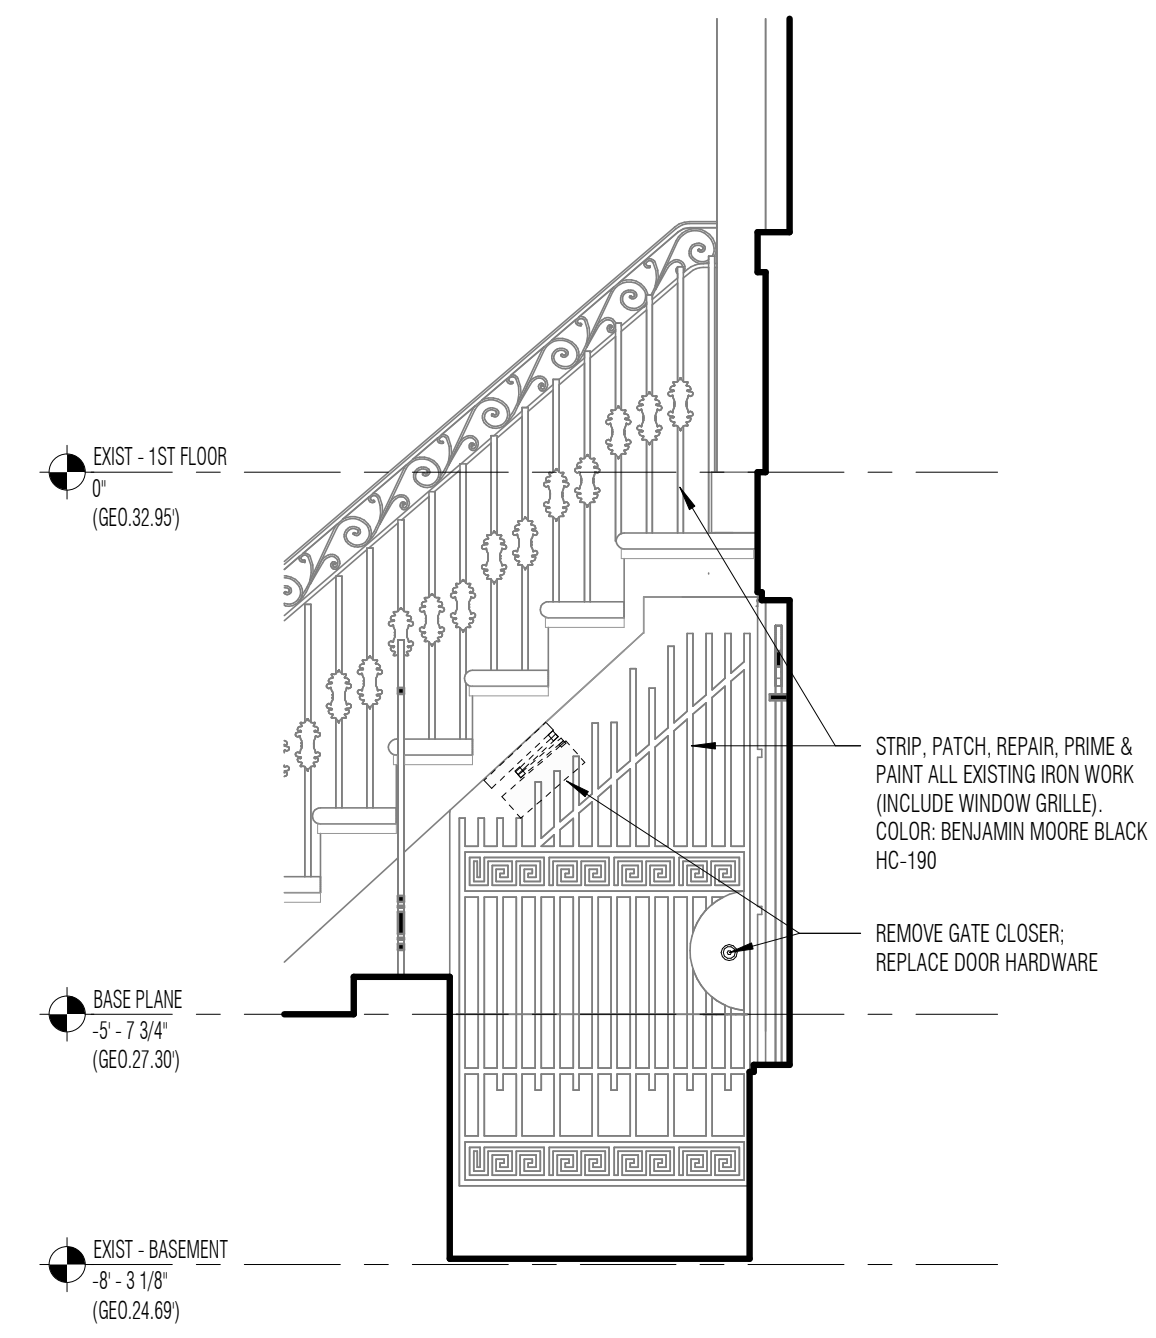 EXIST - 1ST FLOOR
0"
(GEO.32.95')
STRIP, PATCH, REPAIR, PRIME &
PAINT ALL EXISTING IRON WORK
(INCLUDE WINDOW GRILLE).
COLOR: BENJAMIN MOORE BLACK
HC-190
REMOVE GATE CLOSER;
REPLACE DOOR HARDWARE
BASE PLANE
-5' - 7 3/4"
(GEO.27.30')
EXIST - BASEMENT
-8' - 3 1/8"
(GEO.24.69')